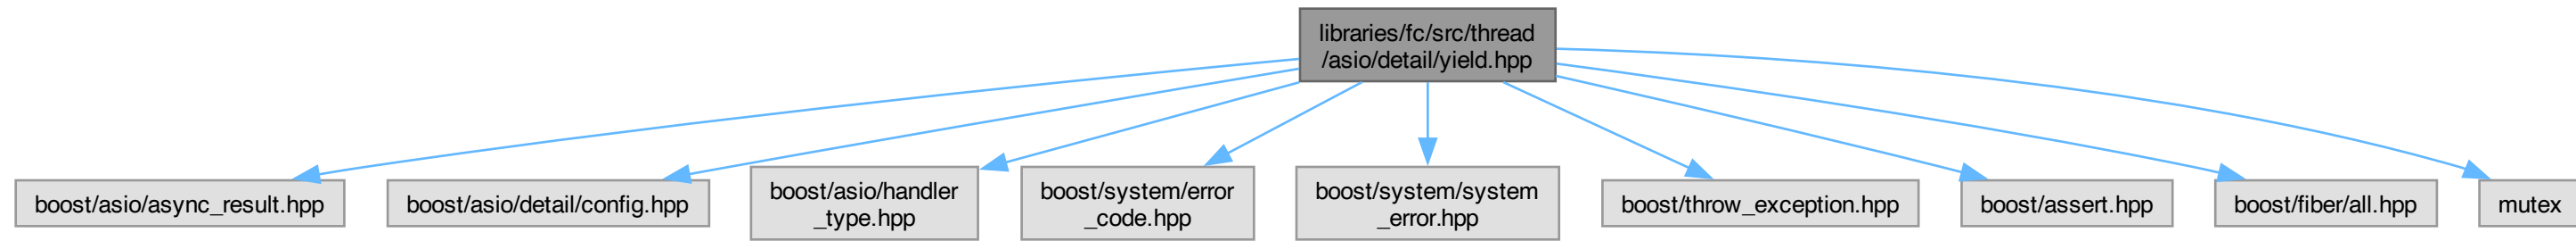 libraries/fc/src/thread
/asio/detail/yield.hpp
boost/asio/async_result.hpp
boost/asio/detail/config.hpp
boost/asio/handler
_type.hpp
boost/system/error
_code.hpp
boost/system/system
_error.hpp
boost/throw_exception.hpp
boost/assert.hpp
boost/fiber/all.hpp
mutex